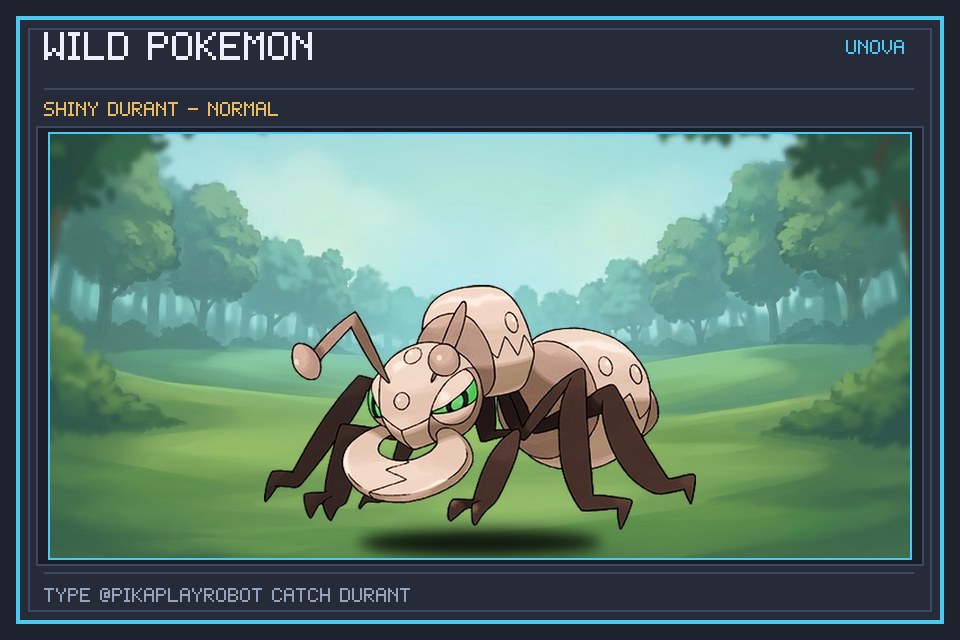 WILD POKEMON
UNOVA
SHINY DURANT - NORMAL
TYPE @PIKAPLAYROBOT CATCH DURANT